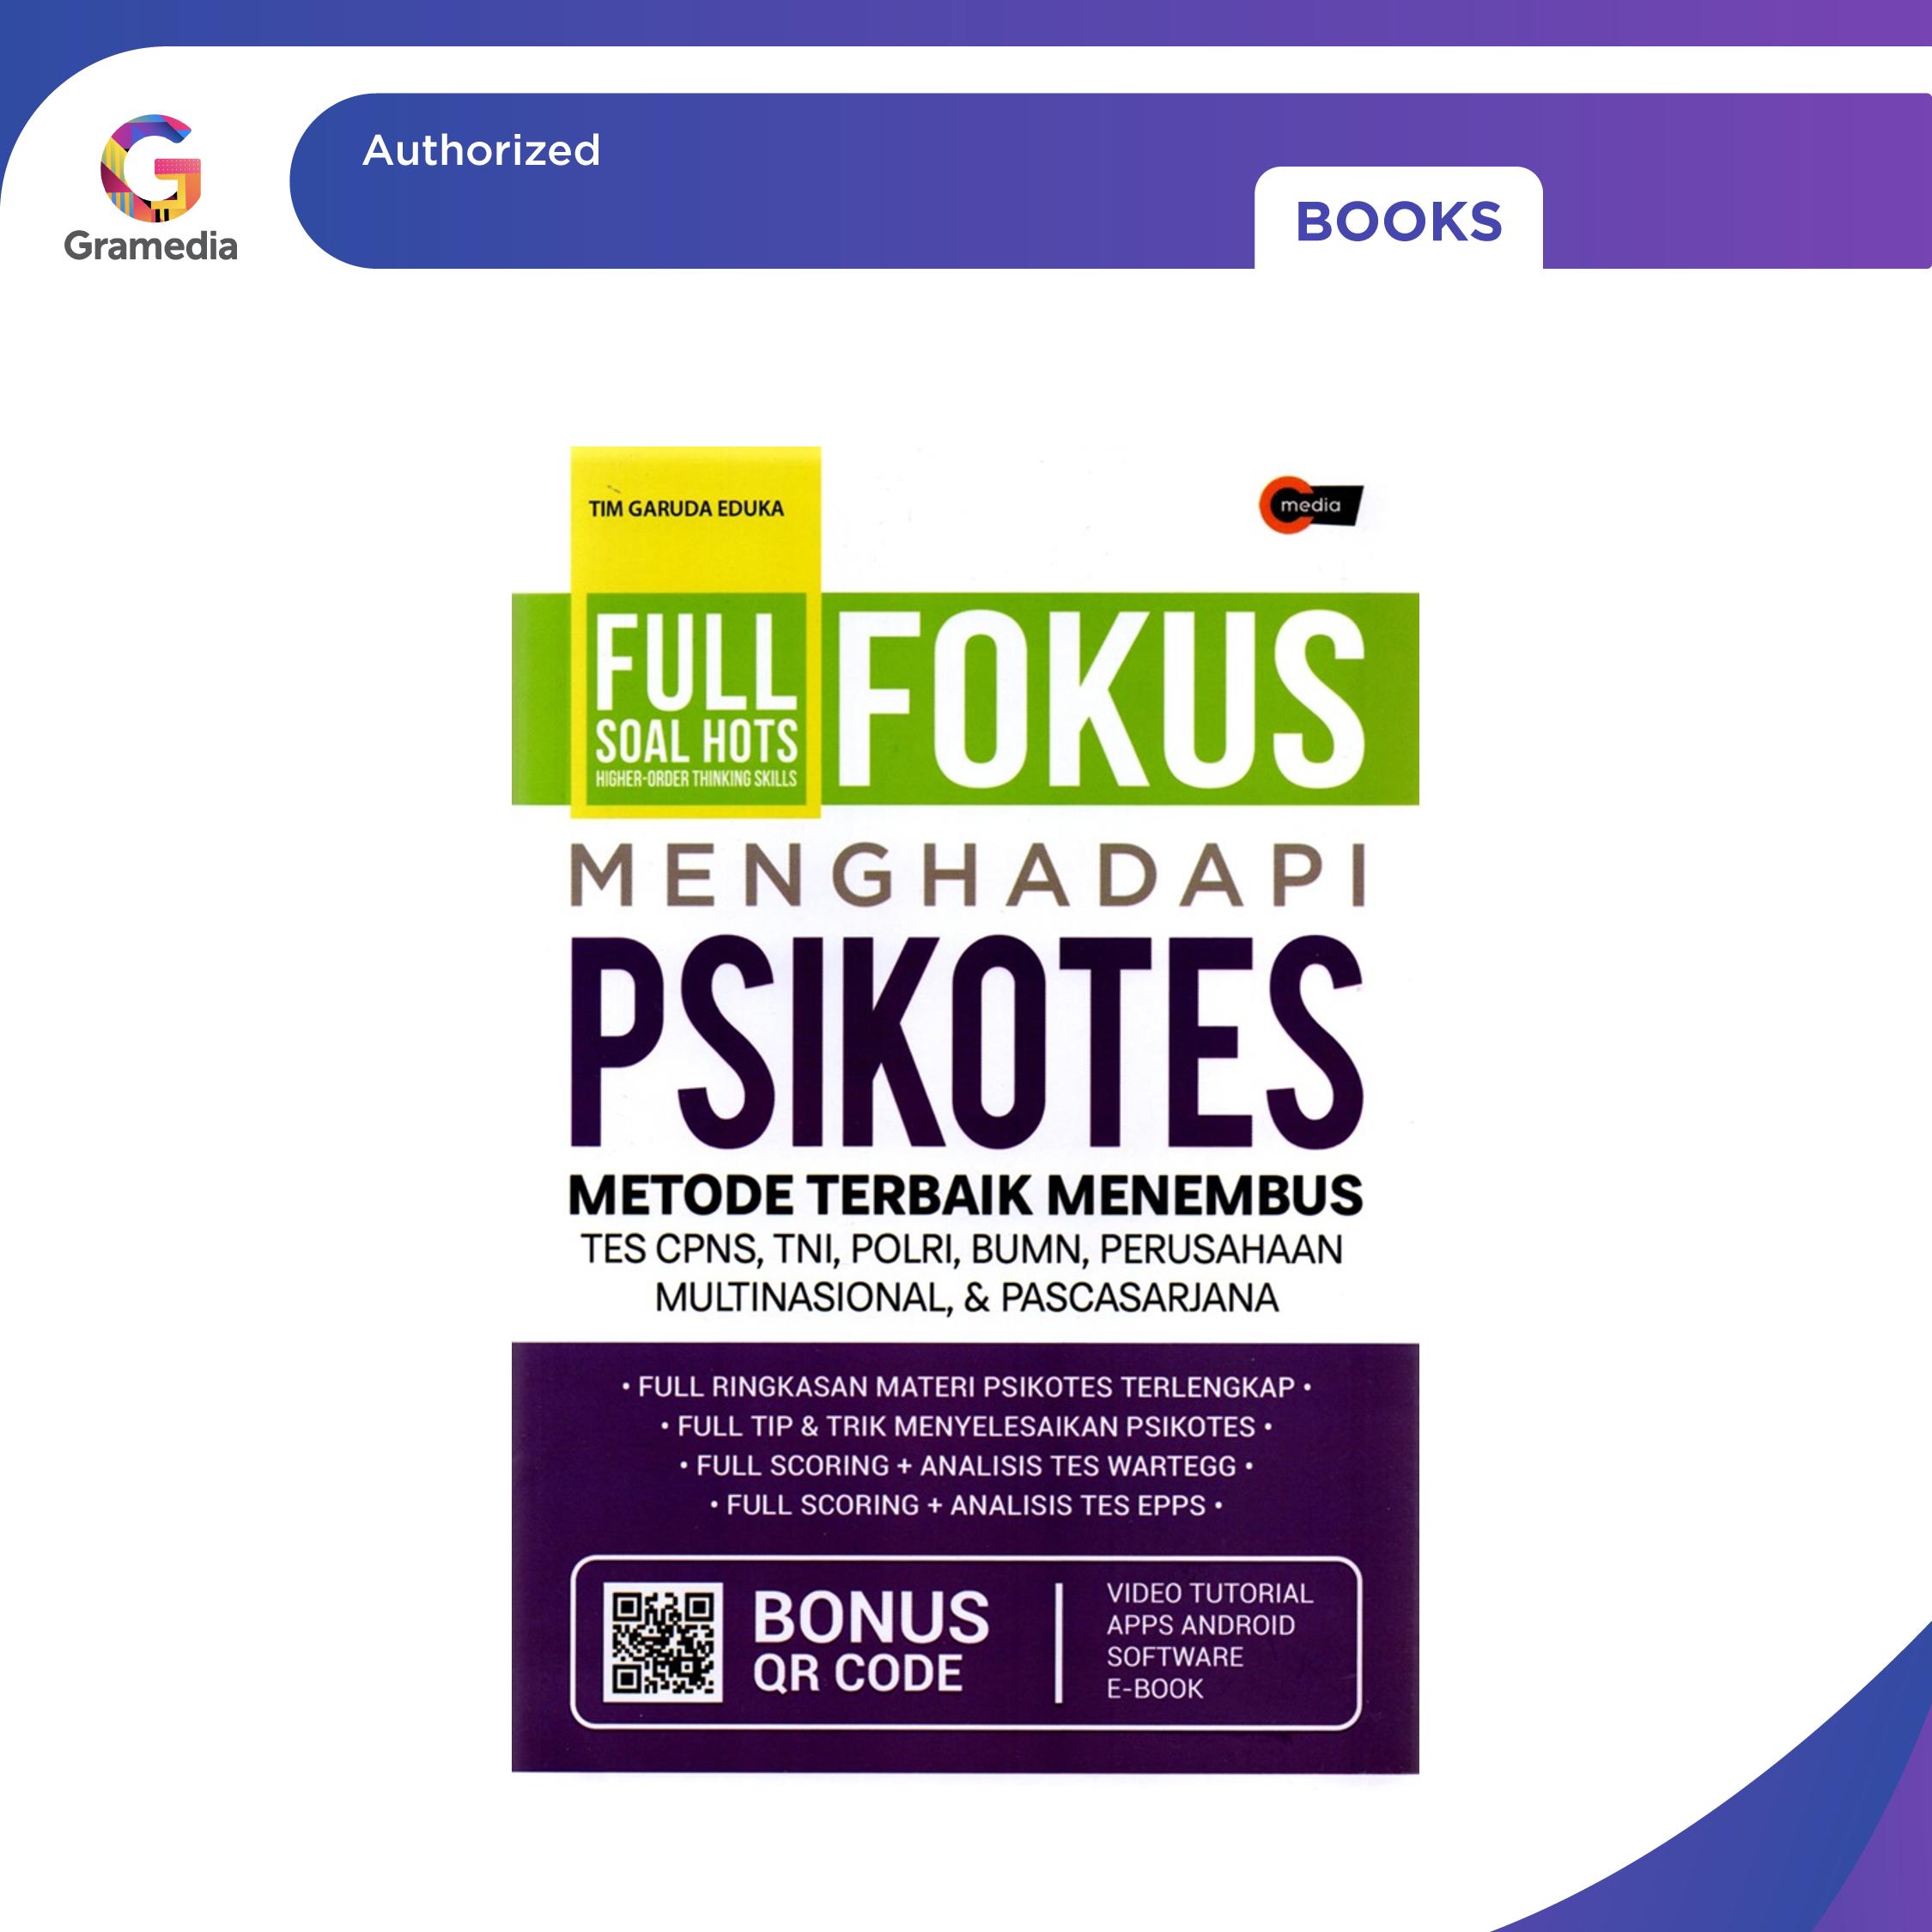 Gramedia
Authorized
BOOKS
TIM GARUDA EDUKA
media
FULL
SOAL HOTS
HIGHER-ORDER THINKING SKILLS
FOKUS
MENGHADAPI
PSIKOTES
METODE TERBAIK MENEMBUS
TES CPNS, TNI, POLRI, BUMN, PERUSAHAAN
MULTINASIONAL, & PASCASARJANA
• FULL RINGKASAN MATERI PSIKOTES TERLENGKAP •
• FULL TIP & TRIK MENYELESAIKAN PSIKOTES •
• FULL SCORING + ANALISIS TES WARTEGG •
• FULL SCORING + ANALISIS TES EPPS •
BONUS
QR CODE
VIDEO TUTORIAL
APPS ANDROID
SOFTWARE
E-BOOK